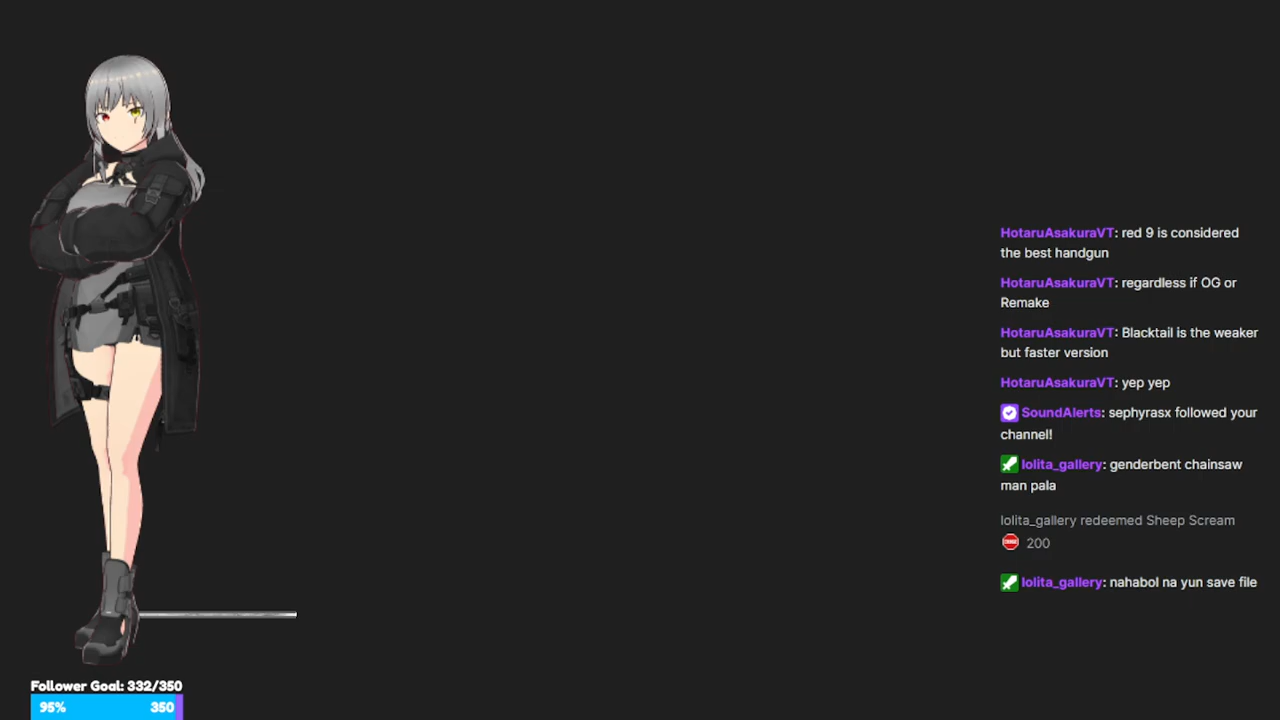 HotaruAsakuraVT: red 9 is considered
the best handgun
HotaruAsakuraVT: regardless if OG or
Remake
HotaruAsakuraVT: Blacktail is the weaker
but faster version
HotaruAsakuraVT: yep yep
SoundAlerts: sephyrasx followed your
channel!
lolita_gallery: genderbent chainsaw
man pala
lolita_gallery redeemed Sheep Scream
200
lolita_gallery: nahabol na yun save file
Follower Goal: 332/350
95% 350